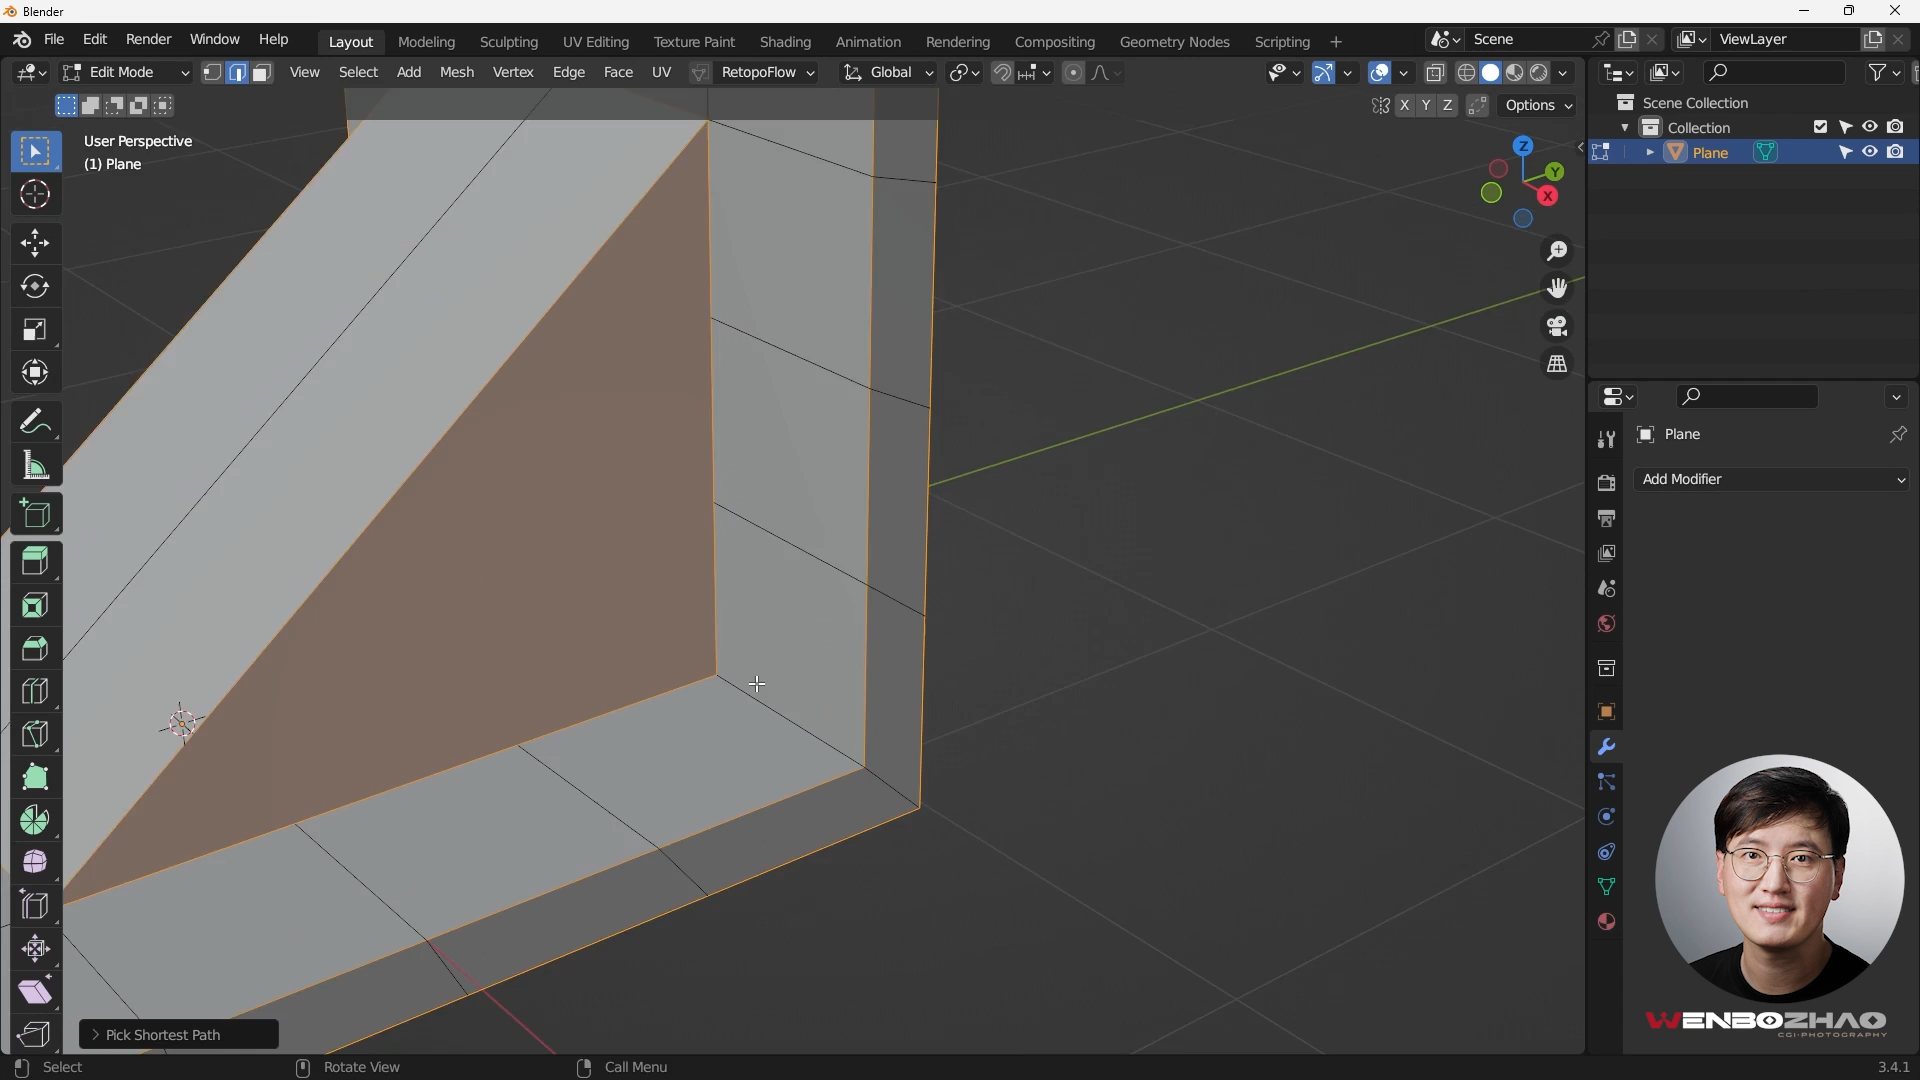 Blender
File Edit Render Window Help
Layout Modeling Sculpting UV Editing Texture Paint Shading Animation Rendering Compositing Geometry Nodes Scripting +
Scene
ViewLayer
Edit Mode
View Select Add Mesh Vertex Edge Face UV
RetopoFlow
Global
X Y Z
Options
User Perspective
(1) Plane
Z
Y
X
Scene Collection
Collection
Plane
Plane
Add Modifier
Pick Shortest Path
WENBOZHAO
CGI-PHOTOGRAPHY
Select
Rotate View
Call Menu
3.4.1